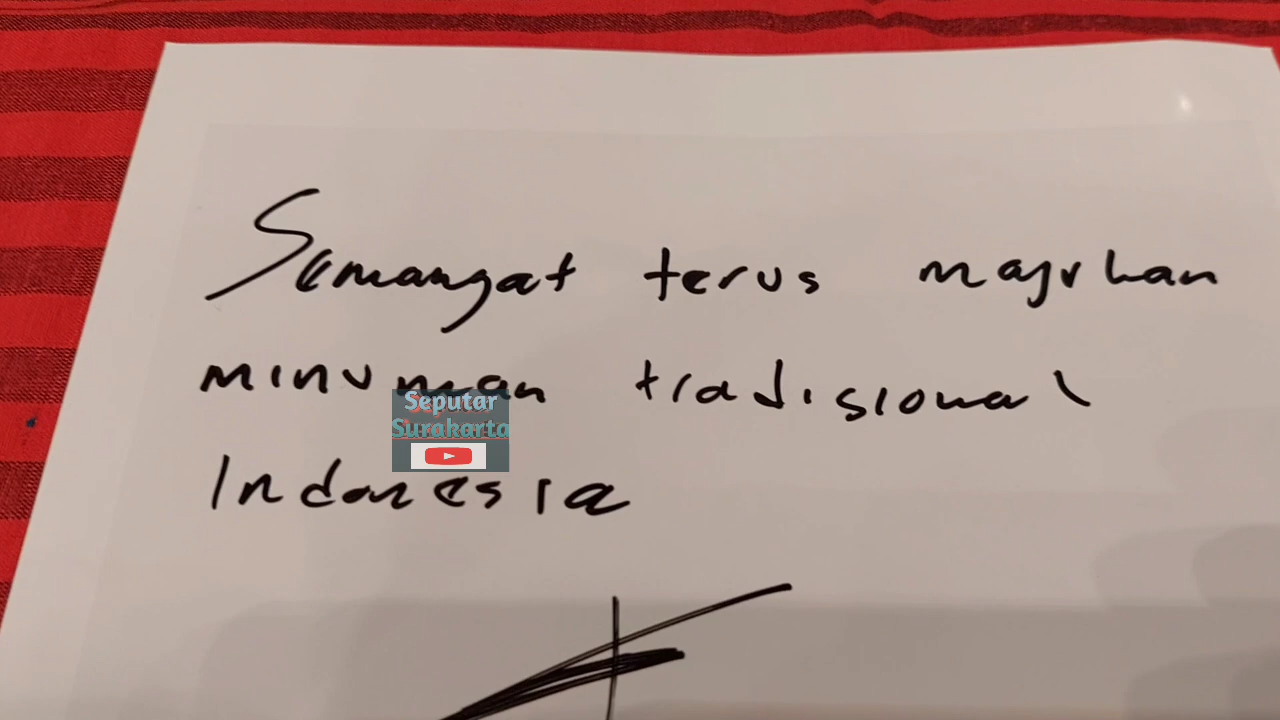 Semangat terus majukan
minuman tradisional
Seputar
Surakarta
Indonesia